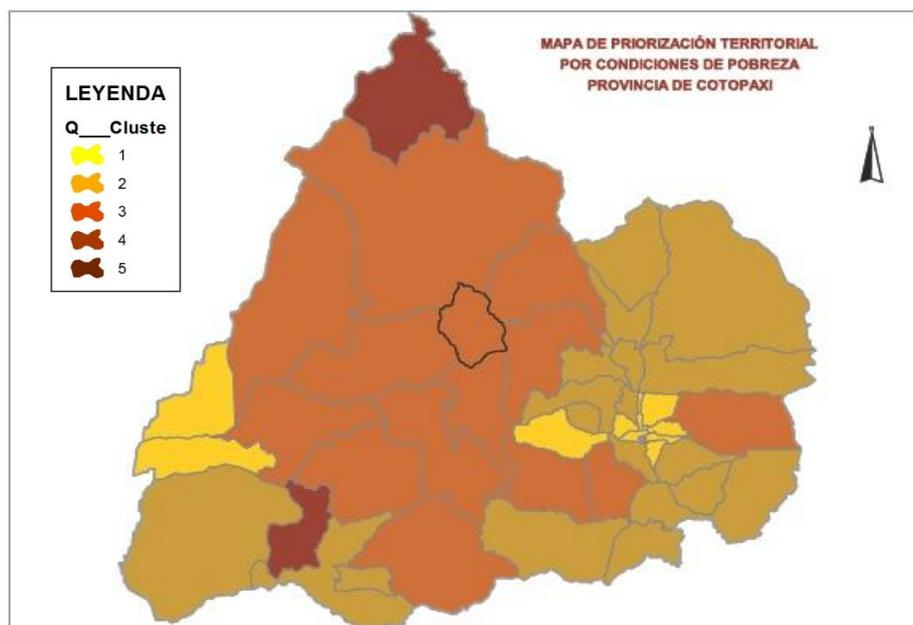 MAPA DE PRIORIZACIÓN TERRITORIAL
POR CONDICIONES DE POBREZA
PROVINCIA DE COTOPAXI
LEYENDA
Q___Cluste
1
2
3
4
5